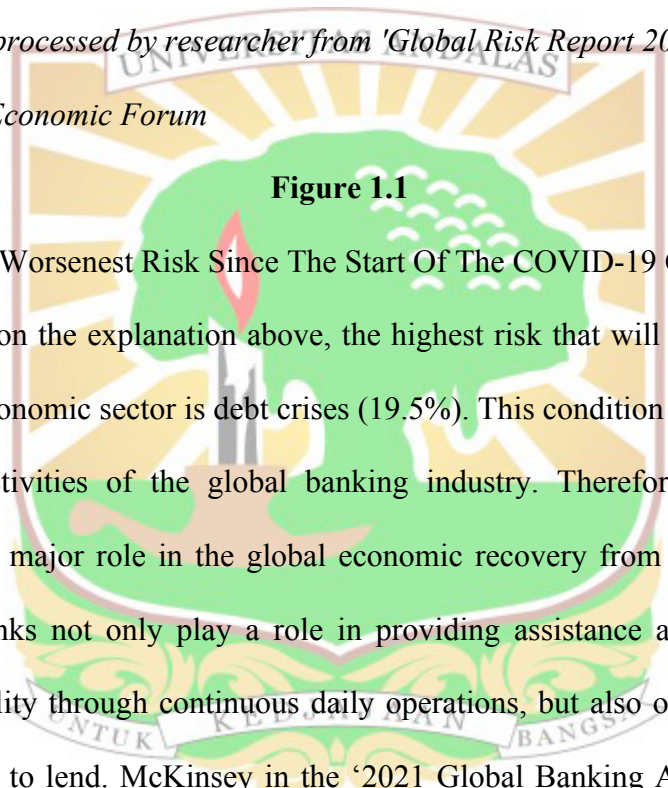 processed by researcher from 'Global Risk Report 20
UNIVERSITAS ANDALAS
Economic Forum
Figure 1.1
Worsenest Risk Since The Start Of The COVID-19
on the explanation above, the highest risk that will
onomic sector is debt crises (19.5%). This condition
tivities of the global banking industry. Therefor
major role in the global economic recovery from
nks not only play a role in providing assistance a
lity through continuous daily operations, but also o
UNTUK KEDJAJAAN BANGSA
to lend. McKinsey in the ‘2021 Global Banking A